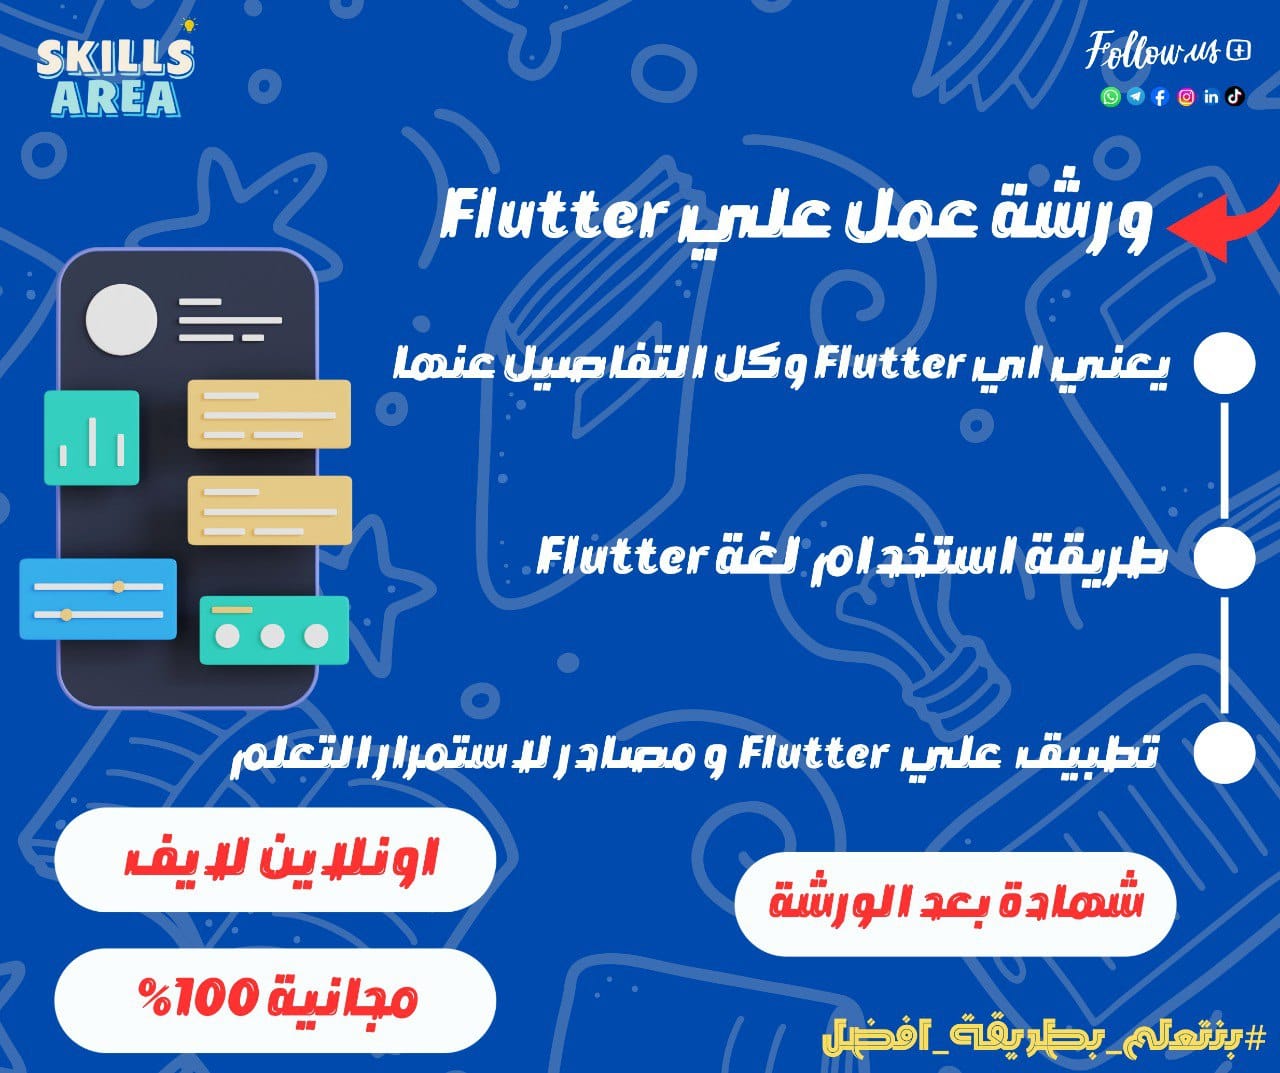 SKILLS
AREA
Follow us
ورشة عمل علي Flutter
يعني اي Flutter وكل التفاصيل عنها
طريقة استخدام لغة Flutter
تطبيق علي Flutter و مصادر لاستمرار التعلم
اونلاين لايف
شهادة بعد الورشة
مجانية 100%
#بنتعلم_بطريقة_افضل